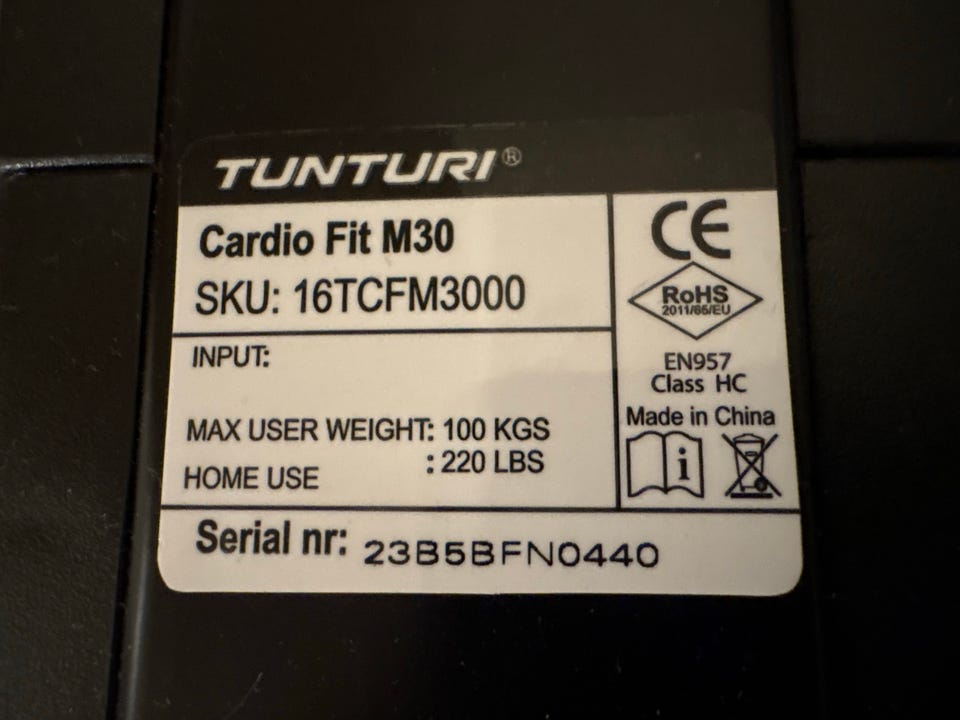 TUNTURI®
Cardio Fit M30
SKU: 16TCFM3000
INPUT:
MAX USER WEIGHT: 100 KGS
: 220 LBS
HOME USE
CE
RoHS
2011/65/EU
EN957
Class HC
Made in China
i
Serial nr: 23B5BFN0440